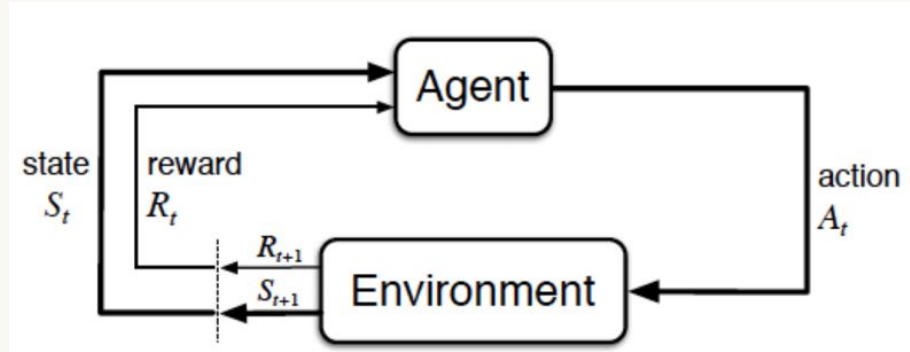 Agent
state
S_t
reward
R_t
action
A_t
R_{t+1}
S_{t+1}
Environment